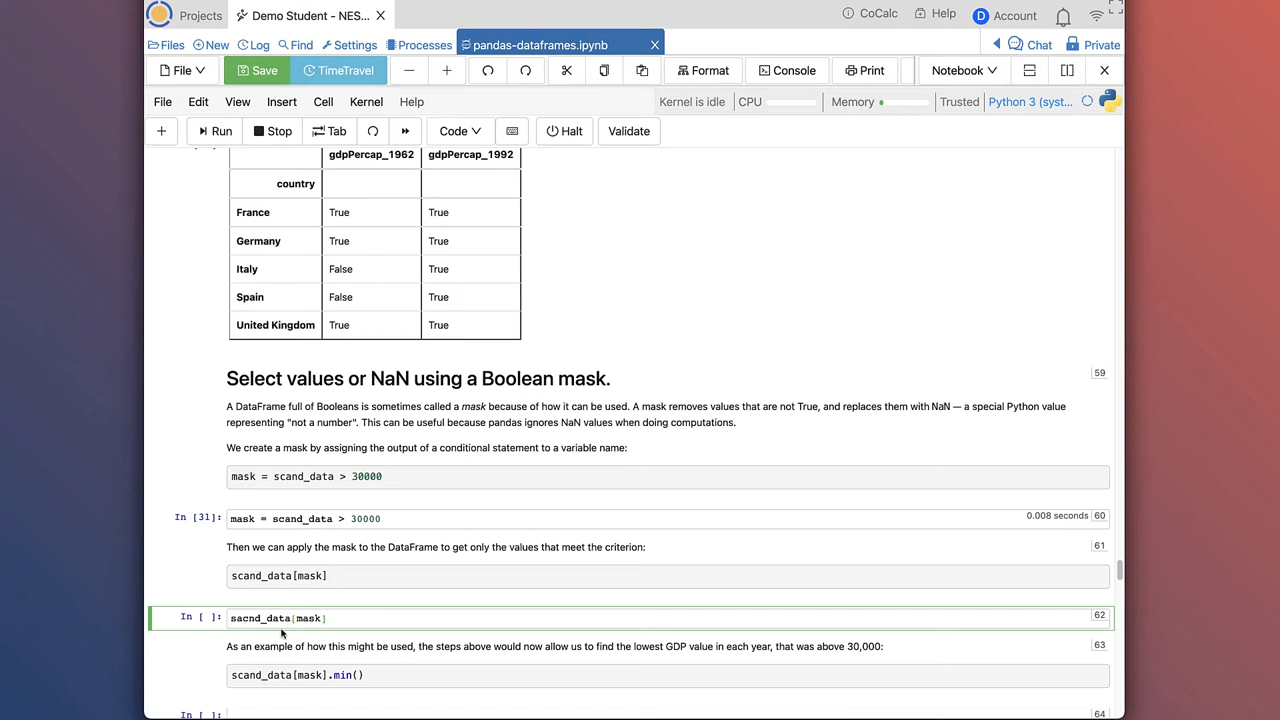 Projects
Demo Student - NES...
CoCalc
Help
Account
Files
New
Log
Find
Settings
Processes
pandas-dataframes.ipynb
Chat
Private
File
Save
TimeTravel
Format
Console
Print
Notebook
File
Edit
View
Insert
Cell
Kernel
Help
Kernel is idle
CPU
Memory
Trusted
Python 3 (syst...
Run
Stop
Tab
Code
Halt
Validate
gdpPercap_1962 gdpPercap_1992
country
France True True
Germany True True
Italy False True
Spain False True
United Kingdom True True
Select values or NaN using a Boolean mask.
59
A DataFrame full of Booleans is sometimes called a mask because of how it can be used. A mask removes values that are not True, and replaces them with NaN — a special Python value
representing "not a number". This can be useful because pandas ignores NaN values when doing computations.
We create a mask by assigning the output of a conditional statement to a variable name:
mask = scand_data > 30000
In [31]: mask = scand_data > 30000
0.008 seconds 60
Then we can apply the mask to the DataFrame to get only the values that meet the criterion:
61
scand_data[mask]
In [ ]: sacnd_data[mask]
62
As an example of how this might be used, the steps above would now allow us to find the lowest GDP value in each year, that was above 30,000:
63
scand_data[mask].min()
In [ ]:
64